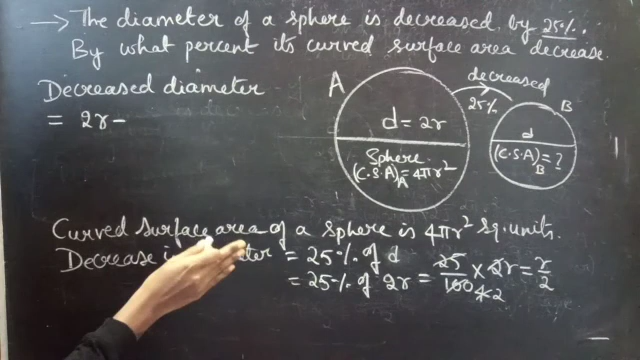 → The diameter of a sphere is decreased by 25%.
By what percent its curved surface area decrease.
Decreased diameter
= 2r -
A
decreased
25%
B
d = 2r
Sphere
(C.S.A)A = 4πr²
d
(C.S.A)B = ?
Curved surface area of a sphere is 4πr² sq.units.
Decrease in = 25% of d
= 25% of 2r = 25/100 4 2 × 2r = r/2